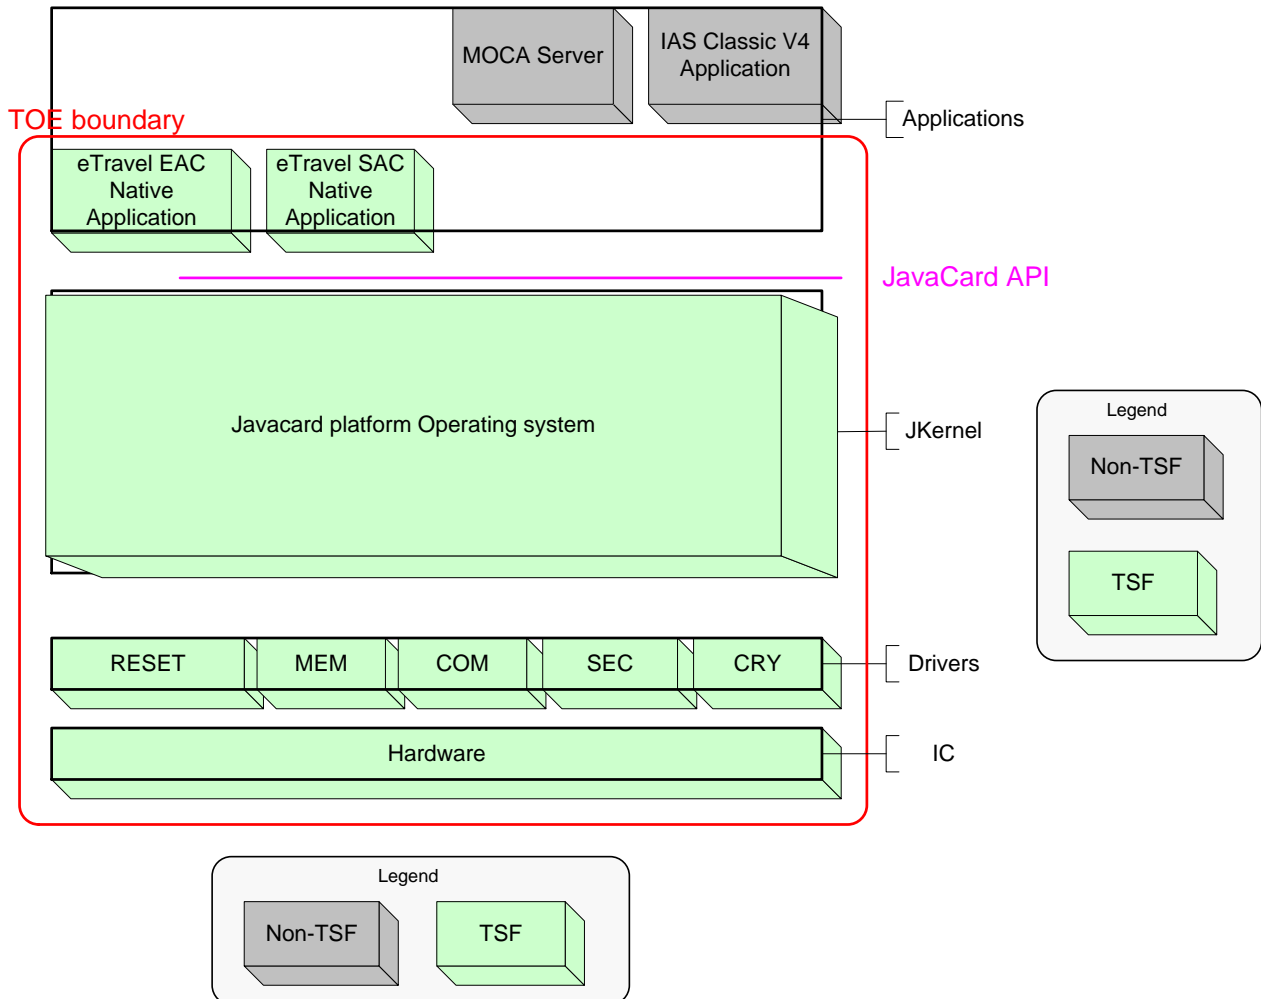 MOCA Server
IAS Classic V4
Application
Applications
TOE boundary
eTravel EAC
Native
Application
eTravel SAC
Native
Application
JavaCard API
Javacard platform Operating system
JKernel
Legend
Non-TSF
TSF
RESET
MEM
COM
SEC
CRY
Drivers
Hardware
IC
Legend
Non-TSF
TSF